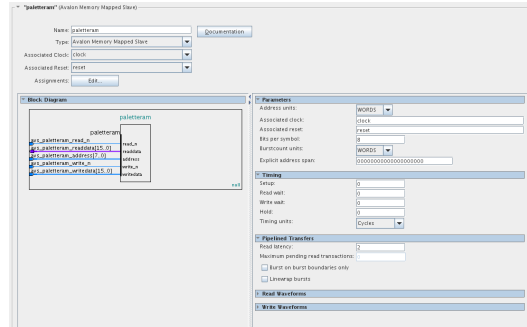 "paletteram" (Avalon Memory Mapped Slave)
Name: paletteram Documentation
Type: Avalon Memory Mapped Slave
Associated Clock: clock
Associated Reset: reset
Assignments: Edit...
Block Diagram
paletteram
paletteram
avs_paletteram_read_n read_n
avs_paletteram_readdata[15..0] readdata
avs_paletteram_address[7..0] address
avs_paletteram_write_n write_n
avs_paletteram_writedata[15..0] writedata
null
Parameters
Address units: WORDS
Associated clock: clock
Associated reset: reset
Bits per symbol: 8
Burstcount units: WORDS
Explicit address span: 00000000000000000000
Timing
Setup: 0
Read wait: 0
Write wait: 0
Hold: 0
Timing units: Cycles
Pipelined Transfers
Read latency: 2
Maximum pending read transactions: 0
Burst on burst boundaries only
Linewrap bursts
Read Waveforms
Write Waveforms